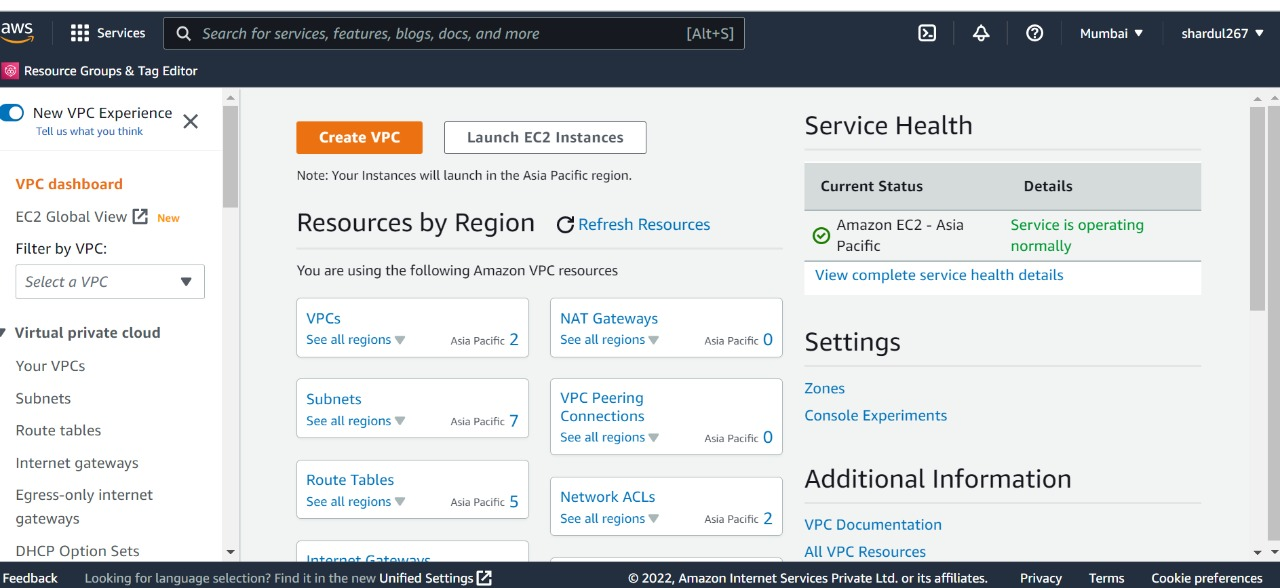 aws
Services
Search for services, features, blogs, docs, and more
[Alt+S]
Mumbai ▼
shardul267 ▼
Resource Groups & Tag Editor
New VPC Experience
Tell us what you think
VPC dashboard
EC2 Global View New
Filter by VPC:
Select a VPC
Virtual private cloud
Your VPCs
Subnets
Route tables
Internet gateways
Egress-only internet
gateways
DHCP Option Sets
Create VPC
Launch EC2 Instances
Note: Your Instances will launch in the Asia Pacific region.
Resources by Region
Refresh Resources
You are using the following Amazon VPC resources
VPCs
See all regions ▼ Asia Pacific 2
NAT Gateways
See all regions ▼ Asia Pacific 0
Subnets
See all regions ▼ Asia Pacific 7
VPC Peering
Connections
See all regions ▼ Asia Pacific 0
Route Tables
See all regions ▼ Asia Pacific 5
Network ACLs
See all regions ▼ Asia Pacific 2
Internet Gateways
Service Health
Current Status Details
Amazon EC2 - Asia
Pacific
Service is operating
normally
View complete service health details
Settings
Zones
Console Experiments
Additional Information
VPC Documentation
All VPC Resources
Feedback
Looking for language selection? Find it in the new Unified Settings
© 2022, Amazon Internet Services Private Ltd. or its affiliates.
Privacy
Terms
Cookie preferences